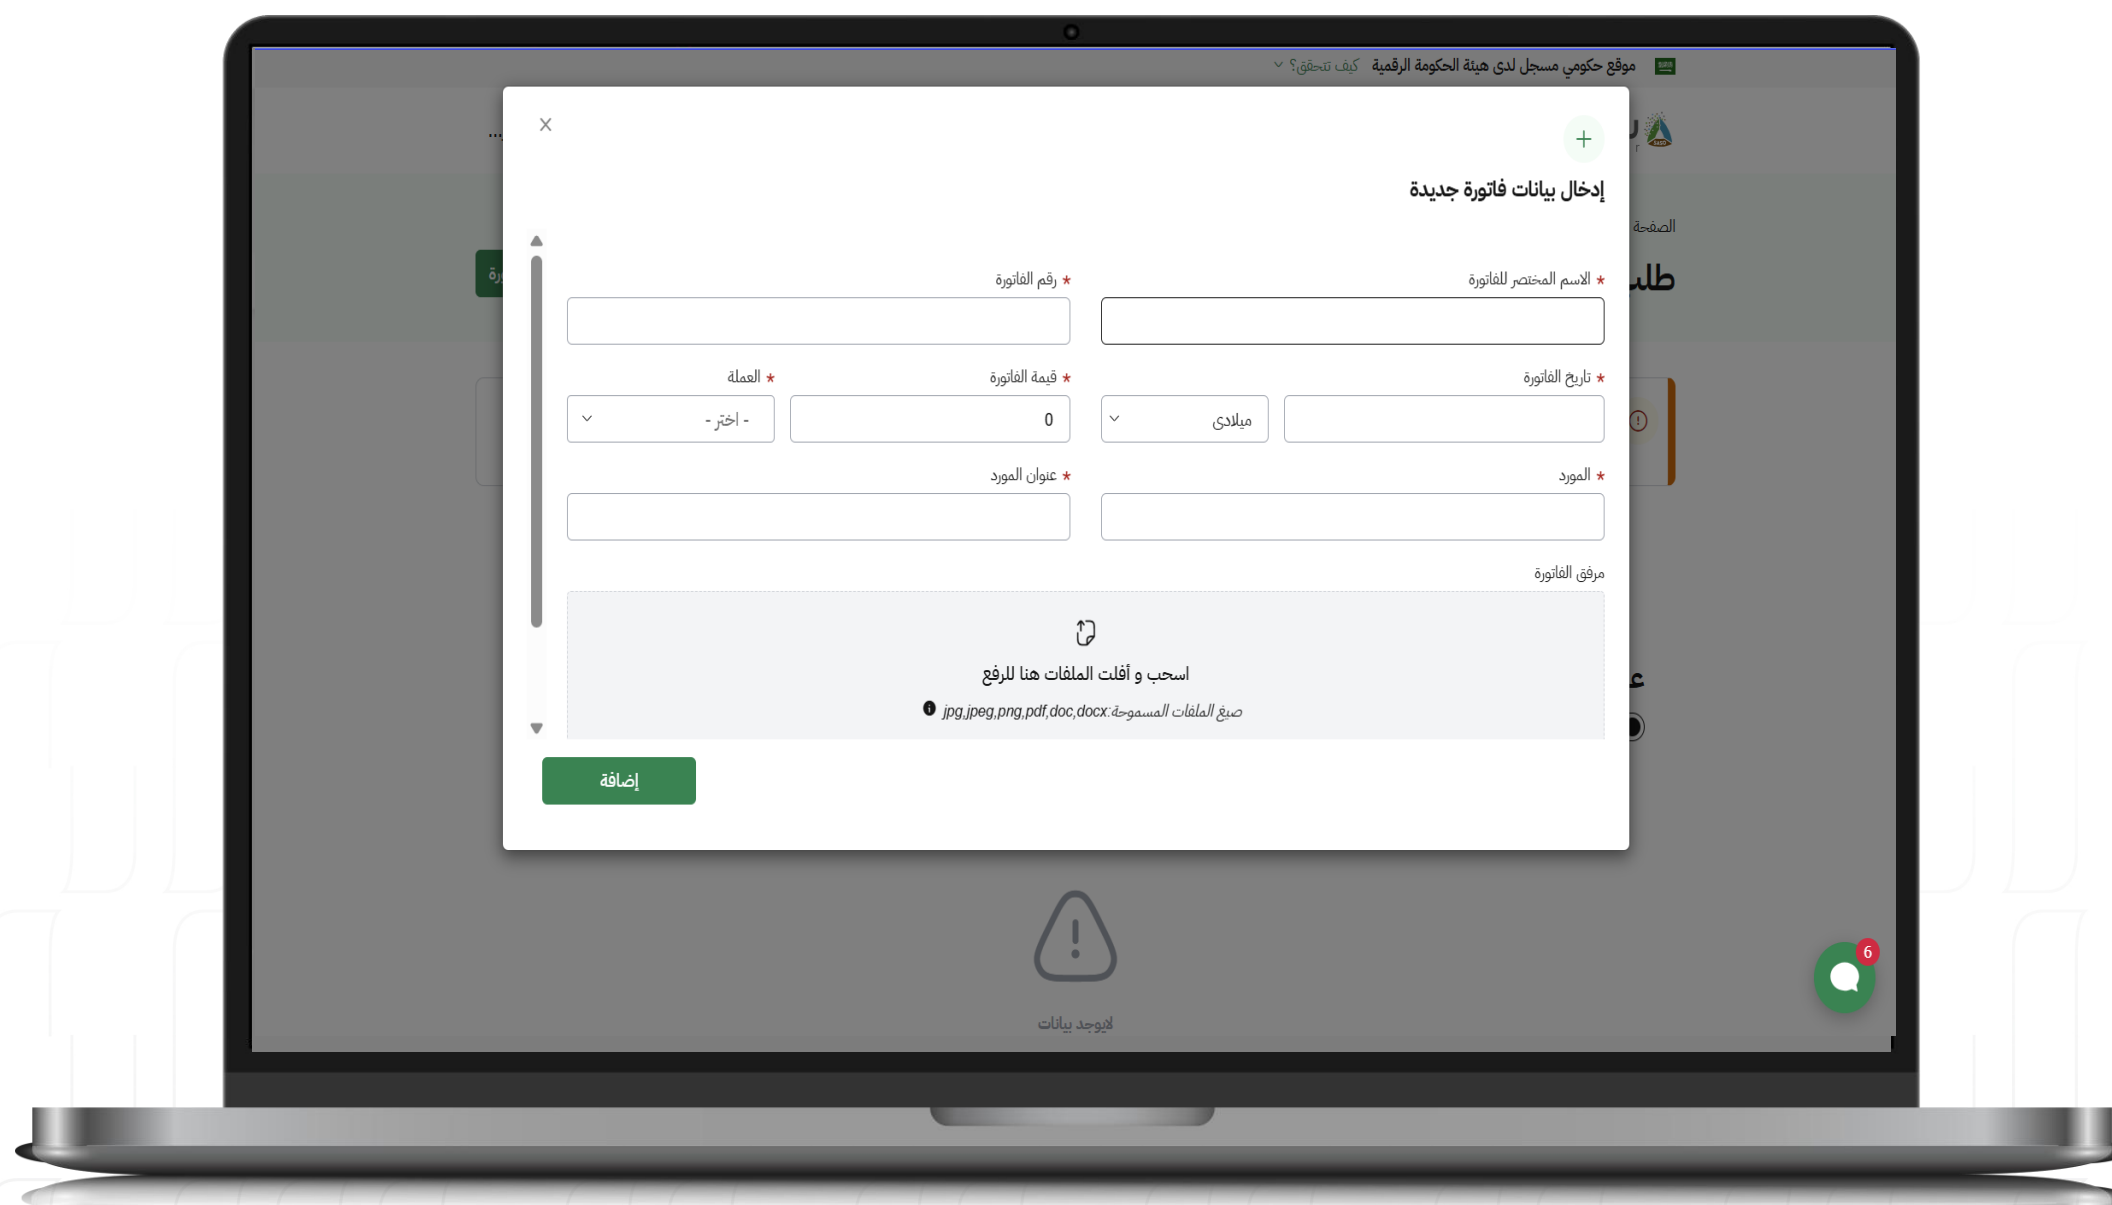 موقع حكومي مسجل لدى هيئة الحكومة الرقمية كيف تتحقق؟
SASO
إدخال بيانات فاتورة جديدة
الصفحة
* الاسم المختصر للفاتورة
* رقم الفاتورة
* تاريخ الفاتورة
* قيمة الفاتورة
* العملة
ميلادى
0
- اختر -
* المورد
* عنوان المورد
مرفق الفاتورة
اسحب و أفلت الملفات هنا للرفع
صيغ الملفات المسموحة:jpg,jpeg,png,pdf,doc,docx
إضافة
6
لايوجد بيانات